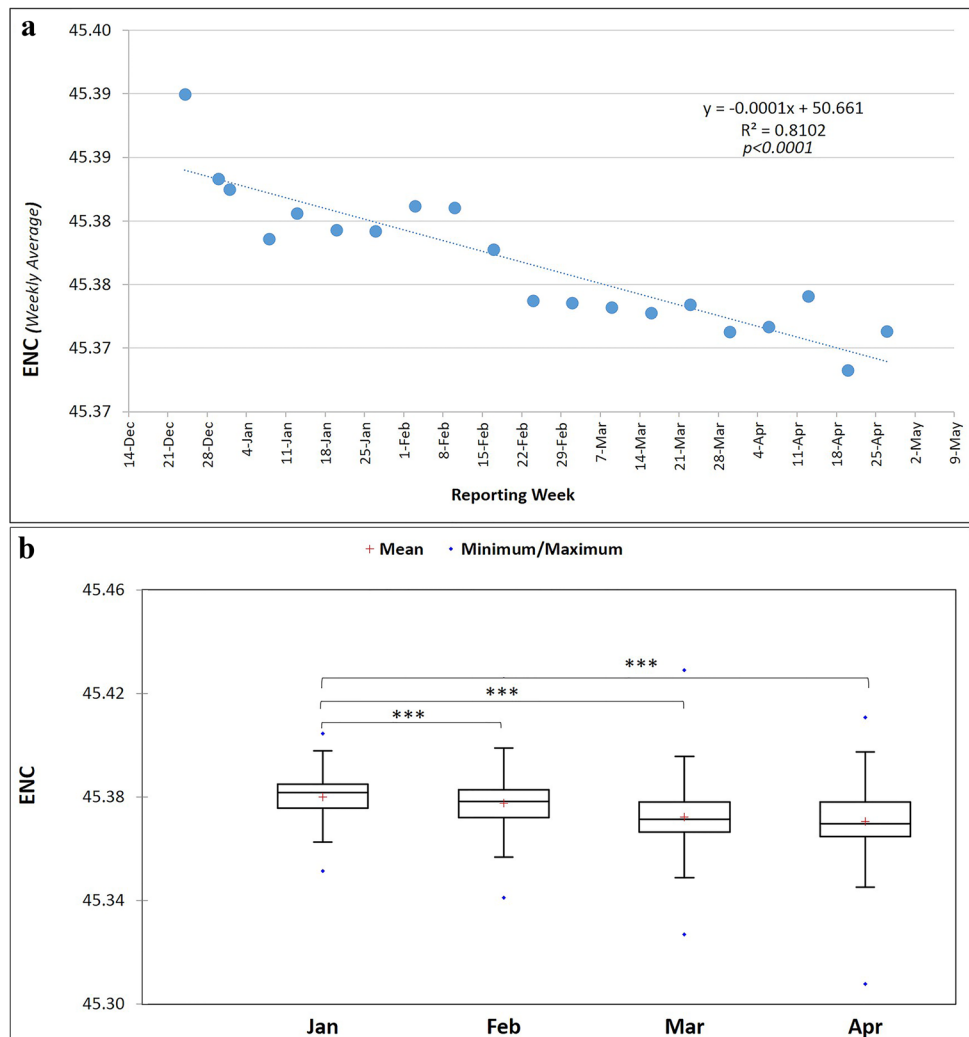 a
45.40
45.39
45.39
45.38
45.38
45.37
45.37
ENC (Weekly Average)
y = -0.0001x + 50.661
R² = 0.8102
p<0.0001
14-Dec
21-Dec
28-Dec
4-Jan
11-Jan
18-Jan
25-Jan
1-Feb
8-Feb
15-Feb
22-Feb
29-Feb
7-Mar
14-Mar
21-Mar
28-Mar
4-Apr
11-Apr
18-Apr
25-Apr
2-May
9-May
Reporting Week
b
+ Mean
Minimum/Maximum
45.46
45.42
45.38
45.34
45.30
ENC
***
***
***
Jan
Feb
Mar
Apr